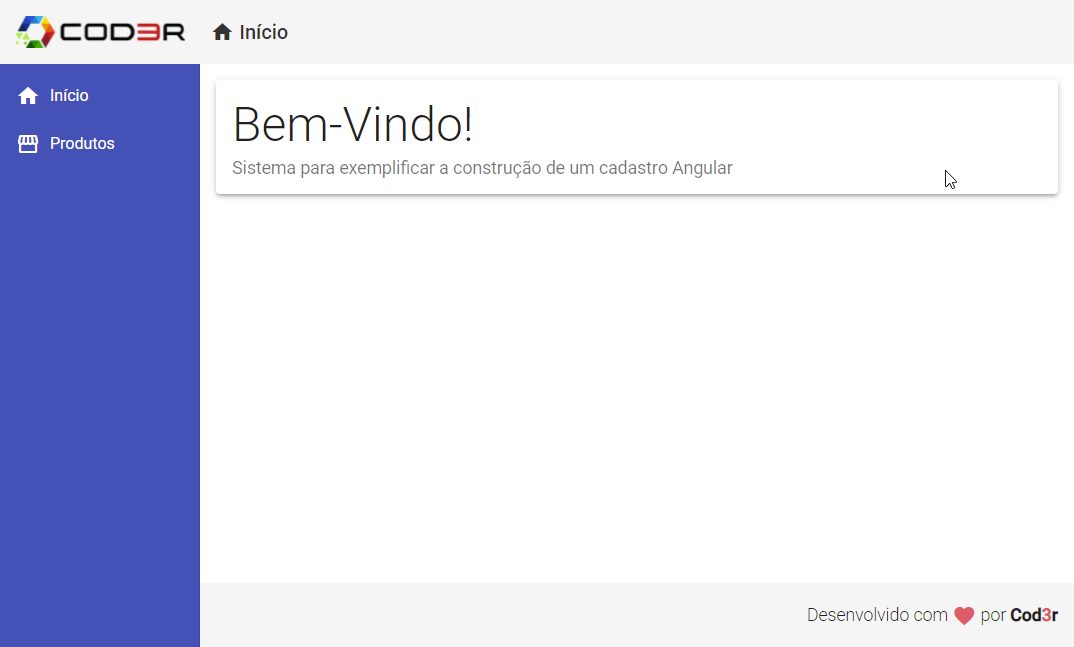 COD3R
Início
Início
Produtos
Bem-Vindo!
Sistema para exemplificar a construção de um cadastro Angular
Desenvolvido com por Cod3r